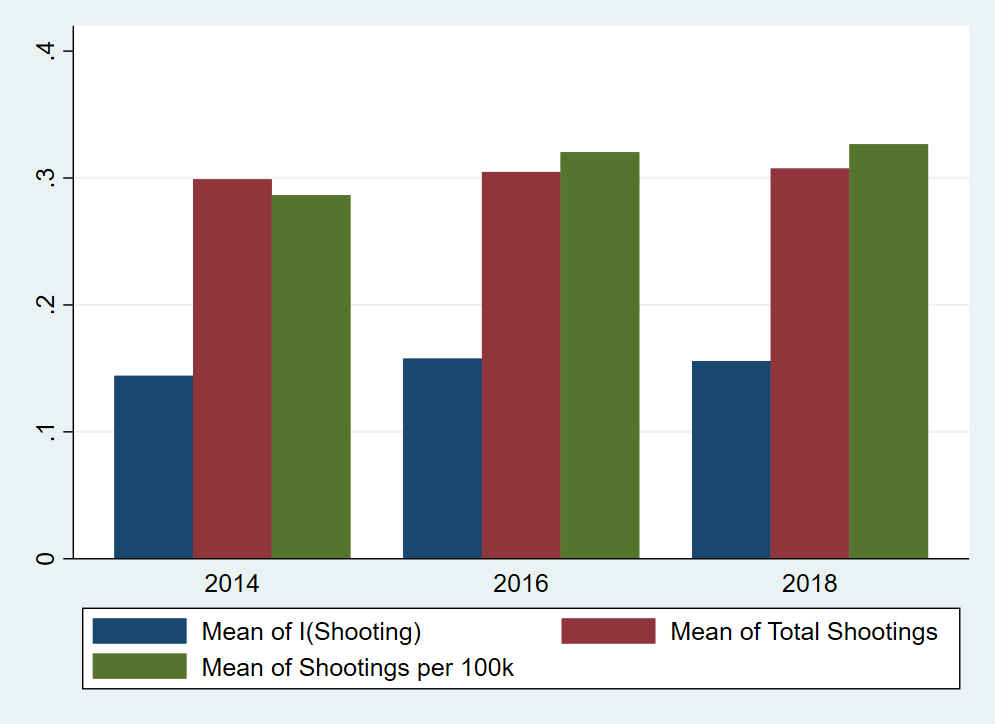 .4
.3
.2
.1
0
2014 2016 2018
Mean of I(Shooting) Mean of Total Shootings
Mean of Shootings per 100k